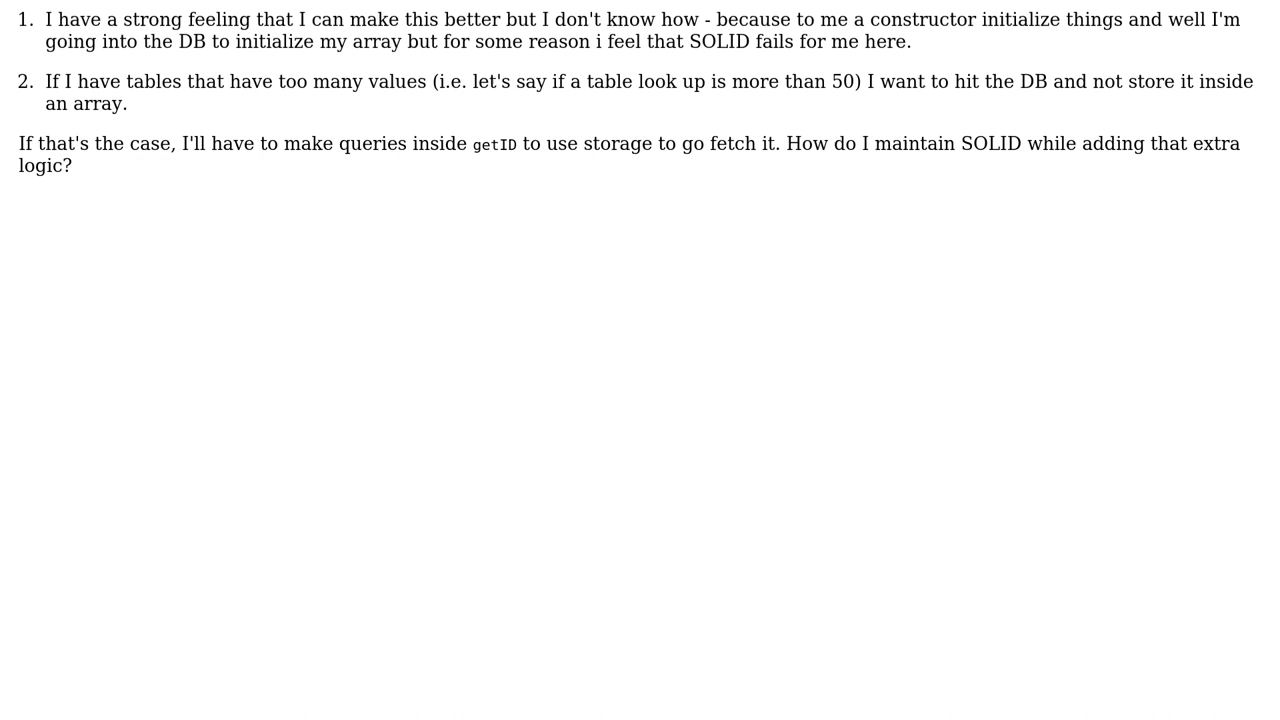 1. I have a strong feeling that I can make this better but I don't know how - because to me a constructor initialize things and well I'm
going into the DB to initialize my array but for some reason i feel that SOLID fails for me here.
2. If I have tables that have too many values (i.e. let's say if a table look up is more than 50) I want to hit the DB and not store it inside
an array.
If that's the case, I'll have to make queries inside getID to use storage to go fetch it. How do I maintain SOLID while adding that extra
logic?